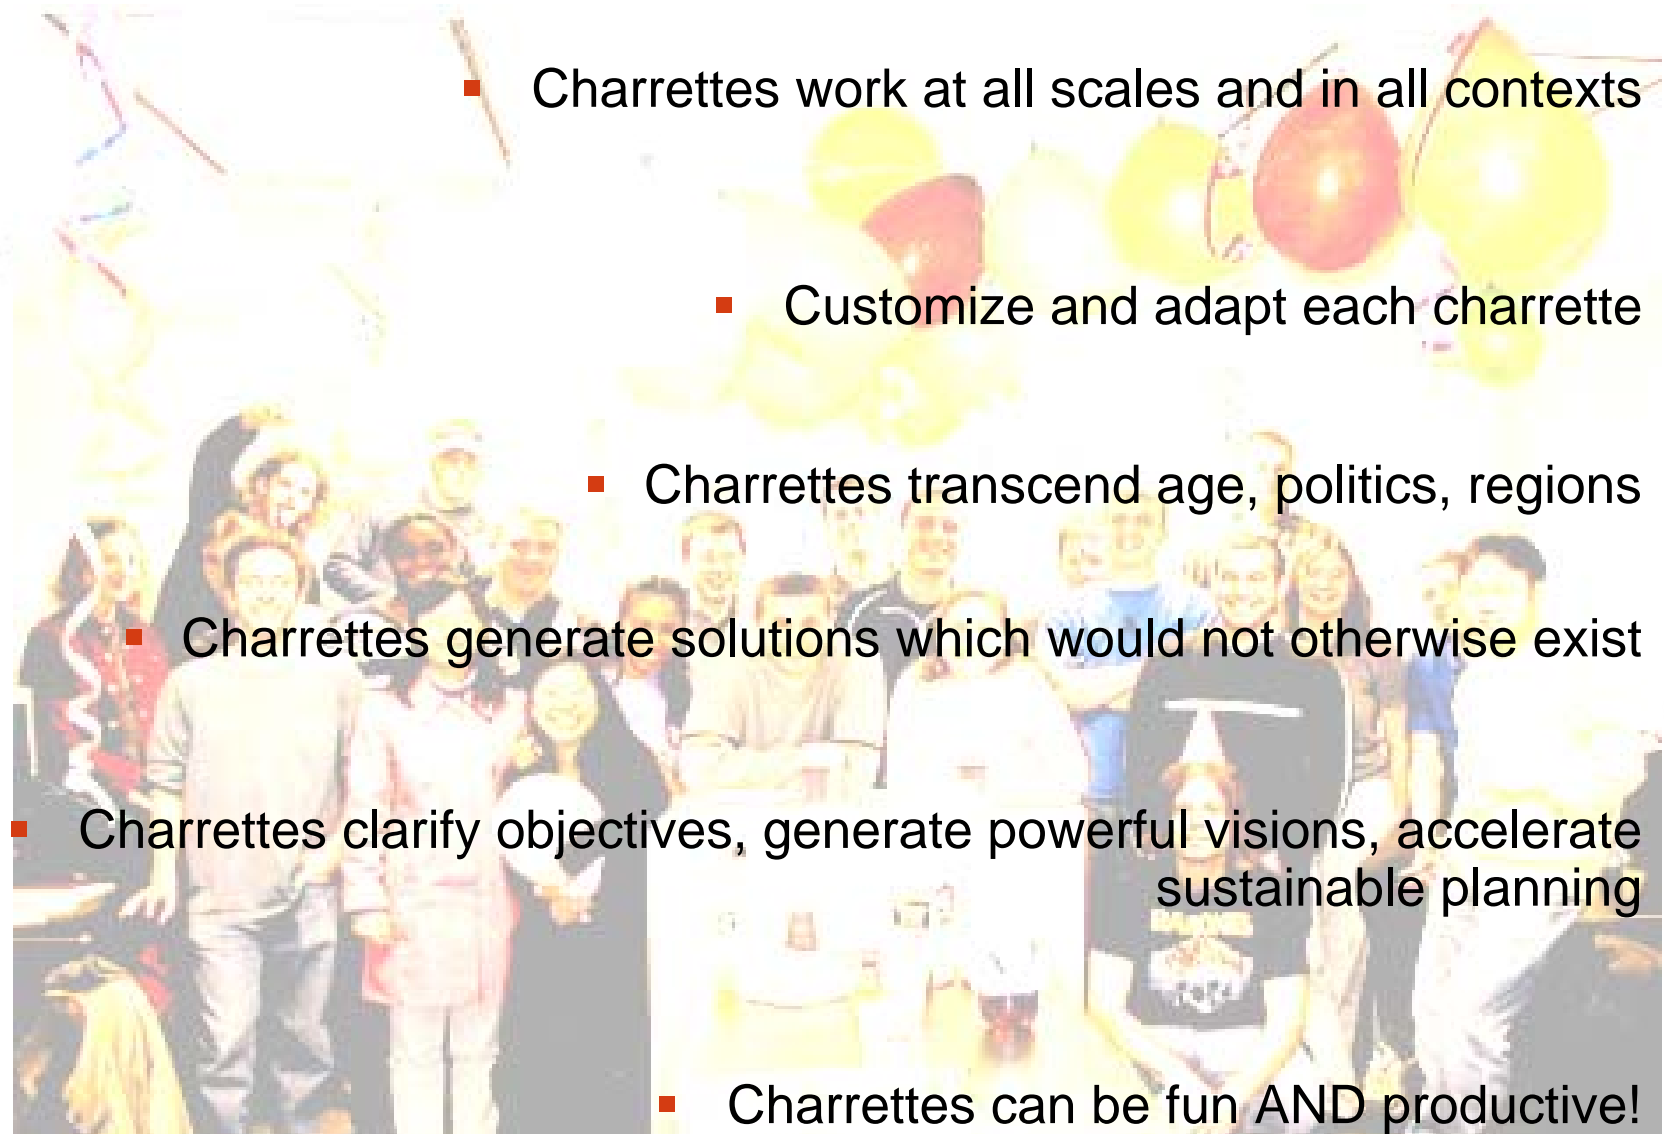 ▪ Charrettes work at all scales and in all contexts
▪ Customize and adapt each charrette
▪ Charrettes transcend age, politics, regions
▪ Charrettes generate solutions which would not otherwise exist
▪ Charrettes clarify objectives, generate powerful visions, accelerate
sustainable planning
▪ Charrettes can be fun AND productive!